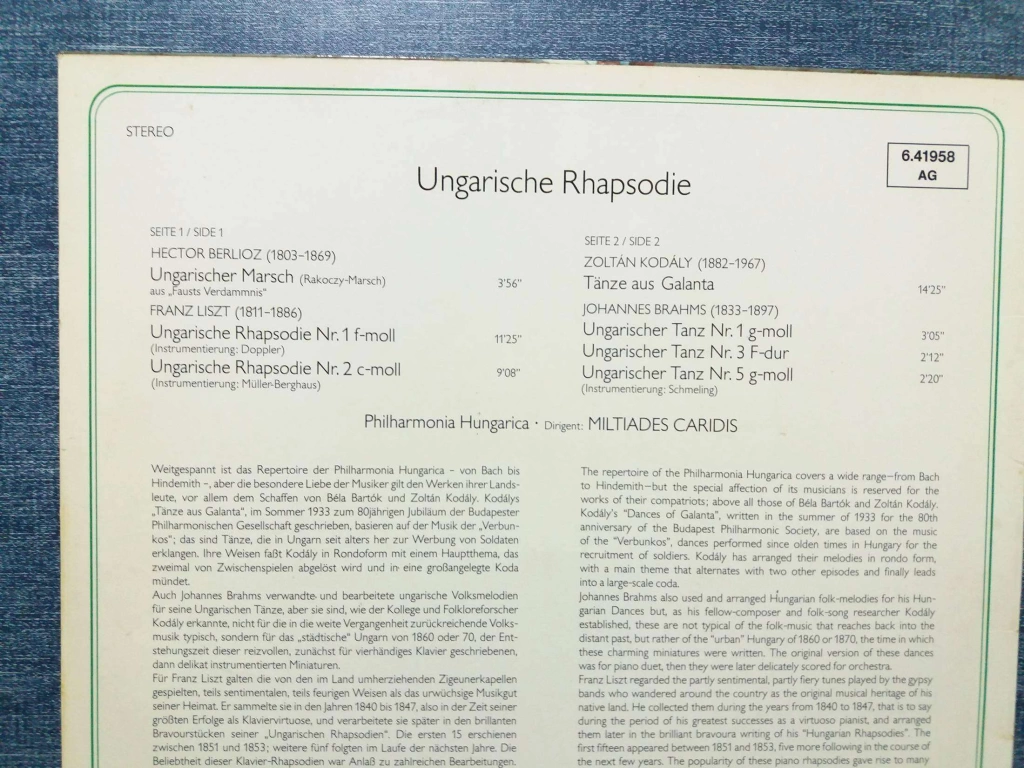 STEREO
6.41958
AG
Ungarische Rhapsodie
SEITE 1 / SIDE 1
HECTOR BERLIOZ (1803–1869)
Ungarischer Marsch (Rakoczy-Marsch) 3'56"
aus „Fausts Verdammnis"
FRANZ LISZT (1811–1886)
Ungarische Rhapsodie Nr. 1 f-moll 11'25"
(Instrumentierung: Doppler)
Ungarische Rhapsodie Nr. 2 c-moll 9'08"
(Instrumentierung: Müller-Berghaus)
SEITE 2 / SIDE 2
ZOLTÁN KODÁLY (1882–1967)
Tänze aus Galanta 14'25"
JOHANNES BRAHMS (1833–1897)
Ungarischer Tanz Nr. 1 g-moll 3'05"
Ungarischer Tanz Nr. 3 F-dur 2'12"
Ungarischer Tanz Nr. 5 g-moll 2'20"
(Instrumentierung: Schmeling)
Philharmonia Hungarica · Dirigent: MILTIADES CARIDIS
Weitgespannt ist das Repertoire der Philharmonia Hungarica – von Bach bis
Hindemith –, aber die besondere Liebe der Musiker gilt den Werken ihrer Lands-
leute, vor allem dem Schaffen von Béla Bartók und Zoltán Kodály. Kodálys
„Tänze aus Galanta", im Sommer 1933 zum 80jährigen Jubiläum der Budapester
Philharmonischen Gesellschaft geschrieben, basieren auf der Musik der „Verbun-
kos"; das sind Tänze, die in Ungarn seit alters her zur Werbung von Soldaten
erklangen. Ihre Weisen faßt Kodály in Rondoform mit einem Hauptthema, das
zweimal von Zwischenspielen abgelöst wird und in eine großangelegte Koda
mündet.
Auch Johannes Brahms verwandte und bearbeitete ungarische Volksmelodien
für seine Ungarischen Tänze, aber sie sind, wie der Kollege und Folkloreforscher
Kodály erkannte, nicht für die in die weite Vergangenheit zurückreichende Volks-
musik typisch, sondern für das „städtische" Ungarn von 1860 oder 70, der Ent-
stehungszeit dieser reizvollen, zunächst für vierhändiges Klavier geschriebenen,
dann delikat instrumentierten Miniaturen.
Für Franz Liszt galten die von den im Land umherziehenden Zigeunerkapellen
gespielten, teils sentimentalen, teils feurigen Weisen als das urwüchsige Musikgut
seiner Heimat. Er sammelte sie in den Jahren 1840 bis 1847, also in der Zeit seiner
größten Erfolge als Klaviervirtuose, und verarbeitete sie später in den brillanten
Bravourstücken seiner „Ungarischen Rhapsodien". Die ersten 15 erschienen
zwischen 1851 und 1853; weitere fünf folgten im Laufe der nächsten Jahre. Die
Beliebtheit dieser Klavier-Rhapsodien war Anlaß zu zahlreichen Bearbeitungen.
The repertoire of the Philharmonia Hungarica covers a wide range—from Bach
to Hindemith—but the special affection of its musicians is reserved for the
works of their compatriots; above all those of Béla Bartók and Zoltán Kodály.
Kodály's "Dances of Galanta", written in the summer of 1933 for the 80th
anniversary of the Budapest Philharmonic Society, are based on the music
of the "Verbunkos", dances performed since olden times in Hungary for the
recruitment of soldiers. Kodály has arranged their melodies in rondo form,
with a main theme that alternates with two other episodes and finally leads
into a large-scale coda.
Johannes Brahms also used and arranged Hungarian folk-melodies for his Hun-
garian Dances but, as his fellow-composer and folk-song researcher Kodály
established, these are not typical of the folk-music that reaches back into the
distant past, but rather of the "urban" Hungary of 1860 or 1870, the time in which
these charming miniatures were written. The original version of these dances
was for piano duet, then they were later delicately scored for orchestra.
Franz Liszt regarded the partly sentimental, partly fiery tunes played by the gypsy
bands who wandered around the country as the original musical heritage of his
native land. He collected them during the years from 1840 to 1847, that is to say
during the period of his greatest successes as a virtuoso pianist, and arranged
them later in the brilliant bravoura writing of his "Hungarian Rhapsodies". The
first fifteen appeared between 1851 and 1853, five more following in the course of
the next few years. The popularity of these piano rhapsodies gave rise to many